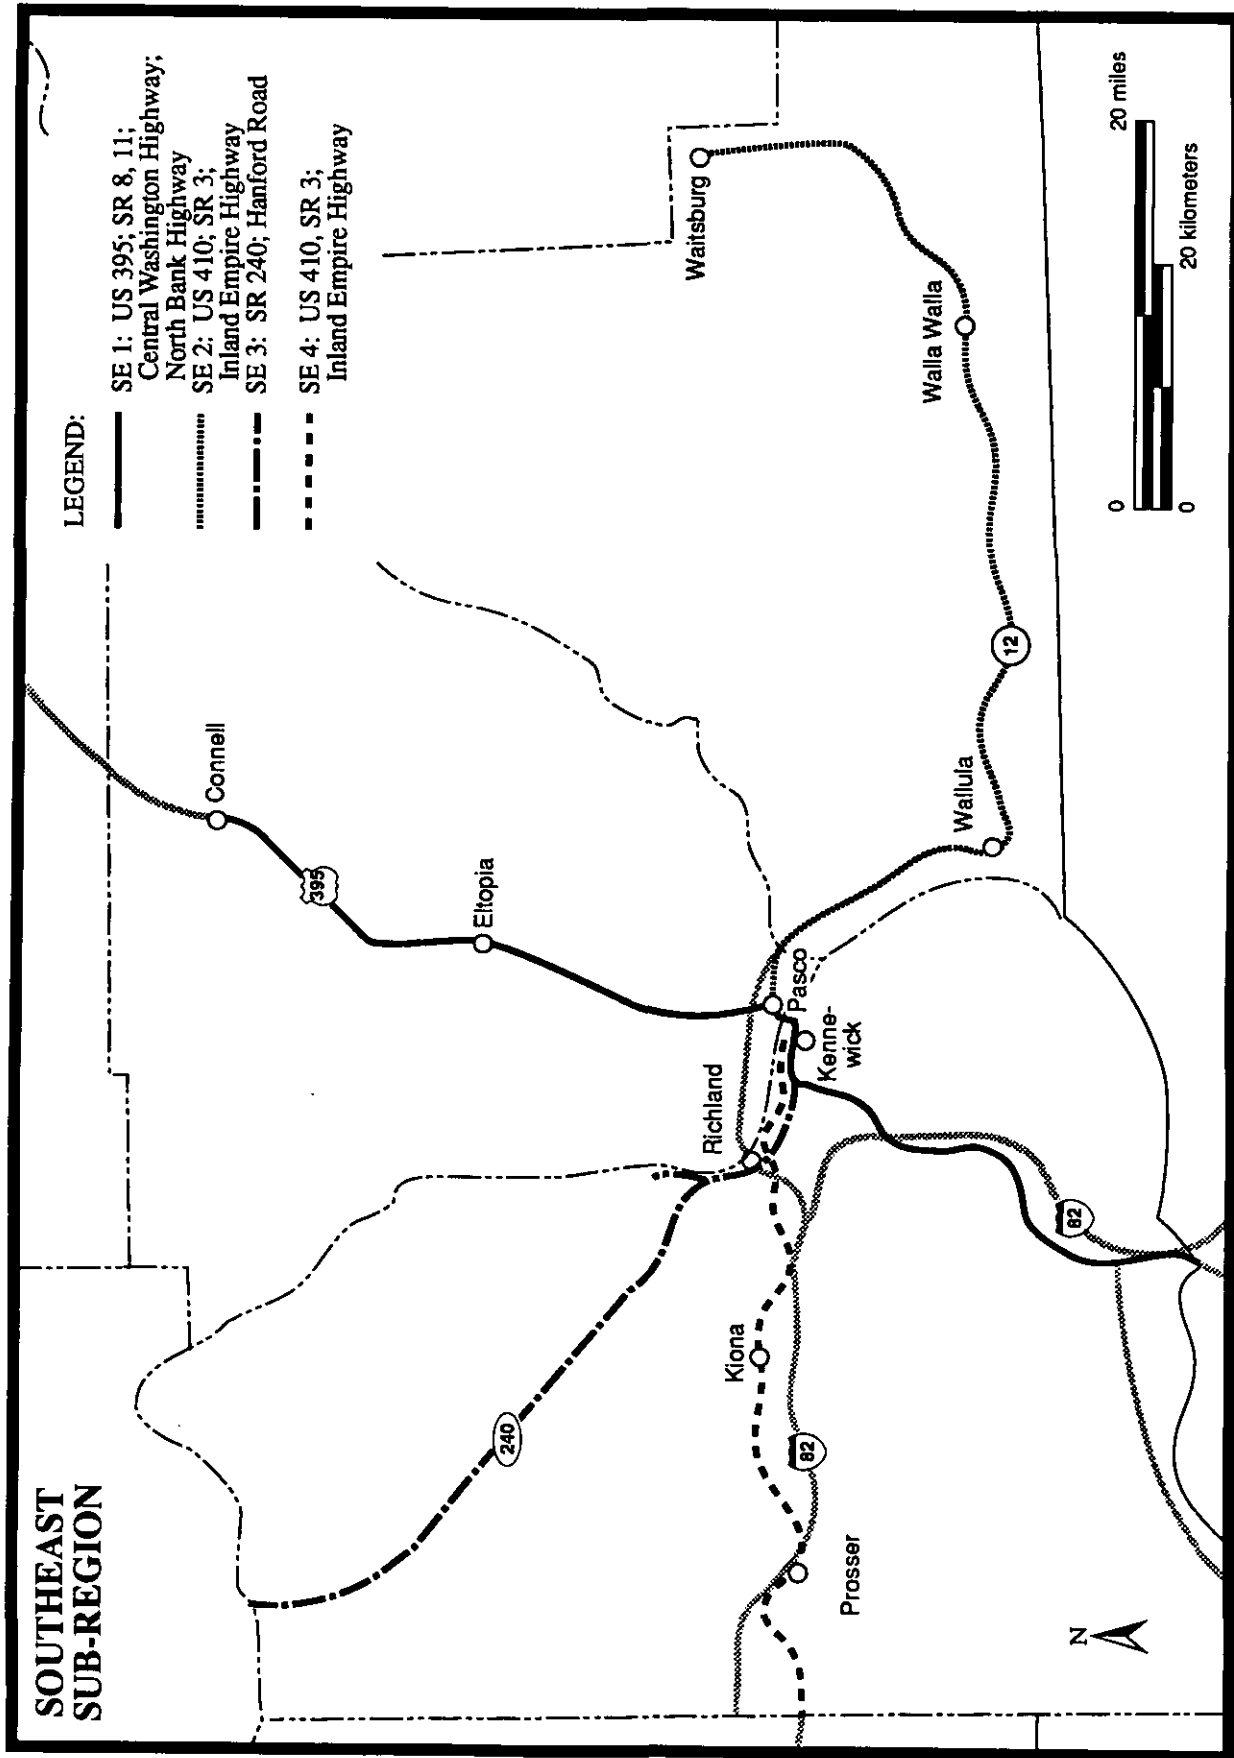 SOUTHEAST
SUB-REGION
LEGEND:
SE 1: US 395; SR 8, 11;
Central Washington Highway;
North Bank Highway
SE 2: US 410; SR 3;
Inland Empire Highway
SE 3: SR 240; Hanford Road
SE 4: US 410, SR 3;
Inland Empire Highway
Connell
395
Eltopia
240
Richland
Pasco
Kenne-
wick
Kiona
82
Prosser
82
Wallula
12
Walla Walla
Waitsburg
N
0
20 miles
0
20 kilometers